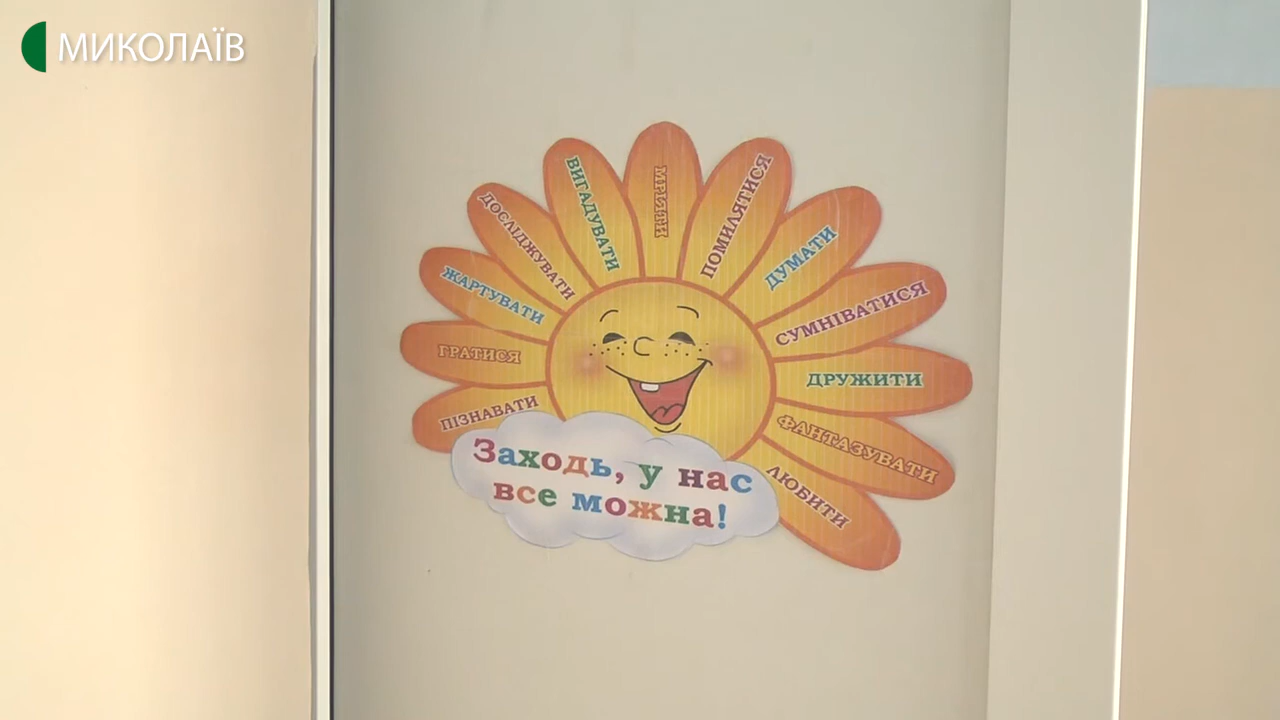 МИКОЛАЇВ
ПІЗНАВАТИ
ГРАТИСЯ
ЖАРТУВАТИ
ДОСЛІДЖУВАТИ
ВИГАДУВАТИ
МРІЯТИ
ПОМИЛЯТИСЯ
ДУМАТИ
СУМНІВАТИСЯ
ДРУЖИТИ
ФАНТАЗУВАТИ
ЛЮБИТИ
Заходь, у нас
все можна!